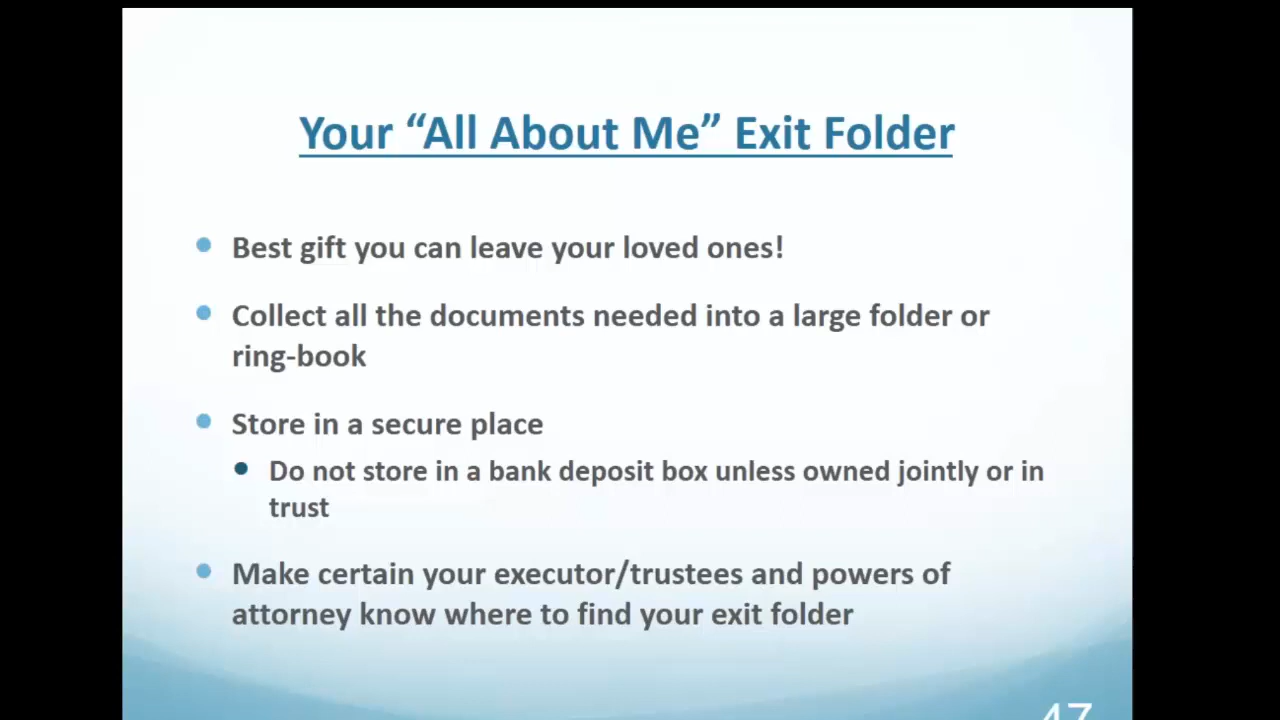 Your “All About Me” Exit Folder
Best gift you can leave your loved ones!
Collect all the documents needed into a large folder or
ring-book
Store in a secure place
Do not store in a bank deposit box unless owned jointly or in
trust
Make certain your executor/trustees and powers of
attorney know where to find your exit folder
47